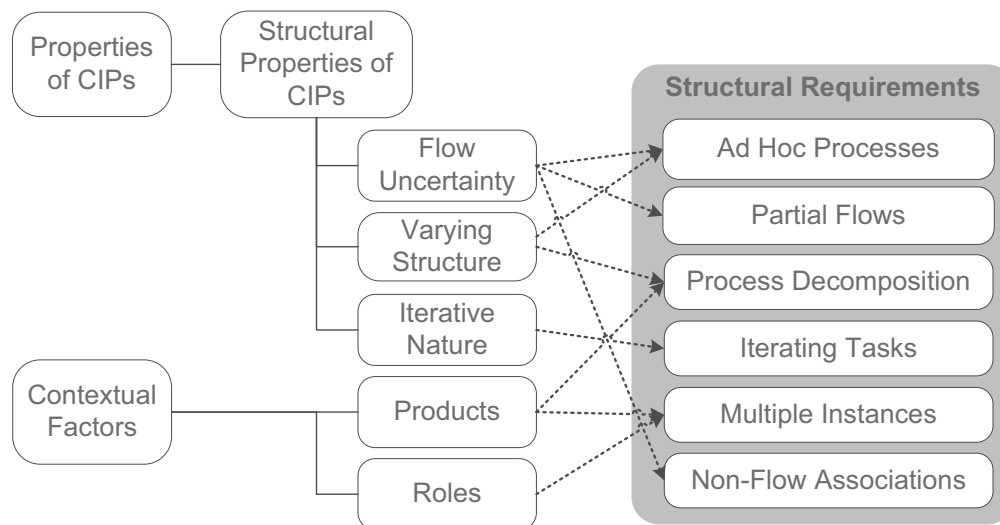 Properties
of CIPs
Structural
Properties of
CIPs
Flow
Uncertainty
Varying
Structure
Iterative
Nature
Contextual
Factors
Products
Roles
Structural Requirements
Ad Hoc Processes
Partial Flows
Process Decomposition
Iterating Tasks
Multiple Instances
Non-Flow Associations